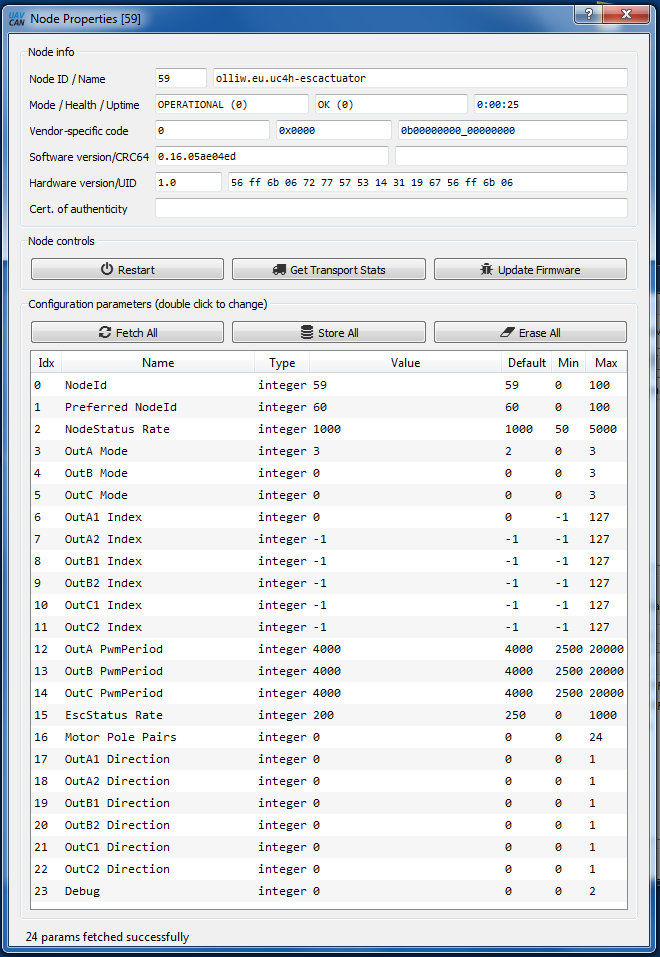 UAV CAN Node Properties [59] ?
Node info
Node ID / Name 59 olliw.eu.uc4h-escactuator
Mode / Health / Uptime OPERATIONAL (0) OK (0) 0:00:25
Vendor-specific code 0 0x0000 0b00000000_00000000
Software version/CRC64 0.16.05ae04ed
Hardware version/UID 1.0 56 ff 6b 06 72 77 57 53 14 31 19 67 56 ff 6b 06
Cert. of authenticity
Node controls
Restart Get Transport Stats Update Firmware
Configuration parameters (double click to change)
Fetch All Store All Erase All
Idx Name Type Value Default Min Max
0 NodeId integer 59 59 0 100
1 Preferred NodeId integer 60 60 0 100
2 NodeStatus Rate integer 1000 1000 50 5000
3 OutA Mode integer 3 2 0 3
4 OutB Mode integer 0 0 0 3
5 OutC Mode integer 0 0 0 3
6 OutA1 Index integer 0 0 -1 127
7 OutA2 Index integer -1 -1 -1 127
8 OutB1 Index integer -1 -1 -1 127
9 OutB2 Index integer -1 -1 -1 127
10 OutC1 Index integer -1 -1 -1 127
11 OutC2 Index integer -1 -1 -1 127
12 OutA PwmPeriod integer 4000 4000 2500 20000
13 OutB PwmPeriod integer 4000 4000 2500 20000
14 OutC PwmPeriod integer 4000 4000 2500 20000
15 EscStatus Rate integer 200 250 0 1000
16 Motor Pole Pairs integer 0 0 0 24
17 OutA1 Direction integer 0 0 0 1
18 OutA2 Direction integer 0 0 0 1
19 OutB1 Direction integer 0 0 0 1
20 OutB2 Direction integer 0 0 0 1
21 OutC1 Direction integer 0 0 0 1
22 OutC2 Direction integer 0 0 0 1
23 Debug integer 0 0 0 2
24 params fetched successfully